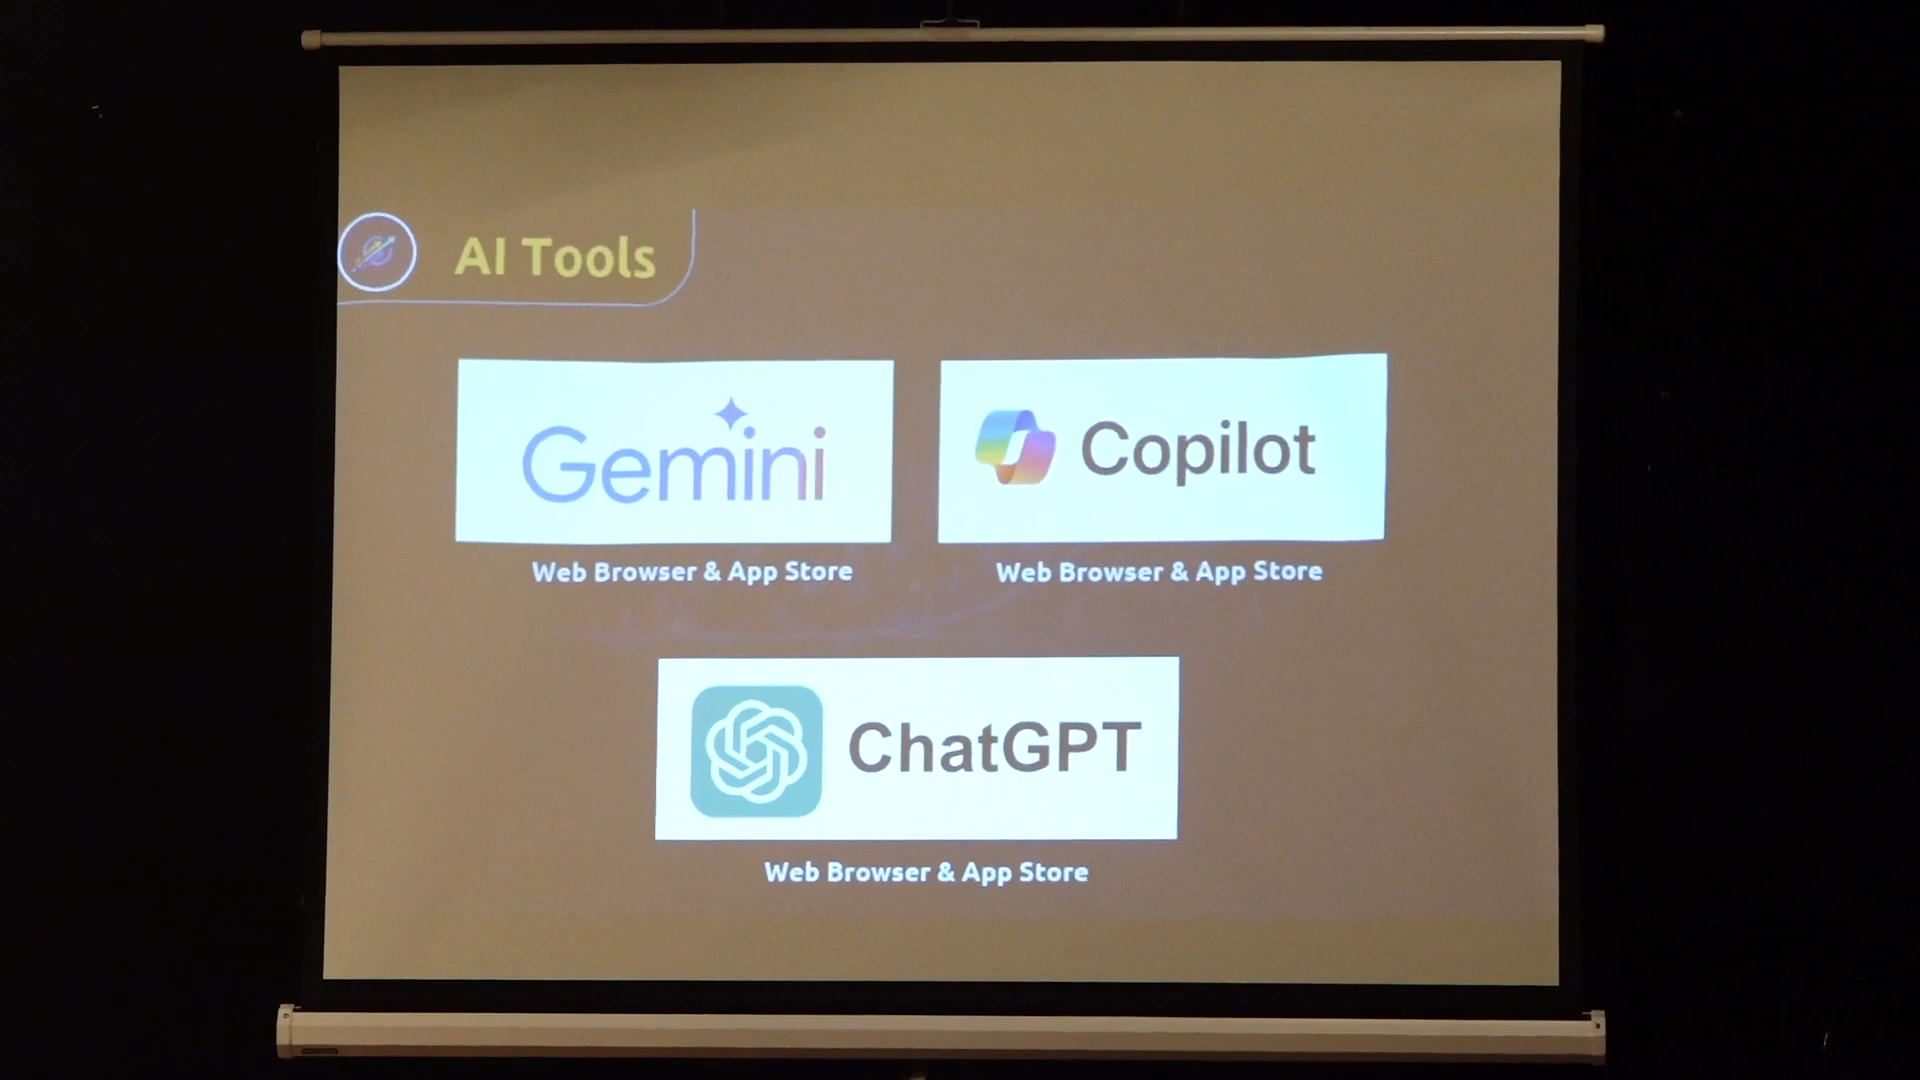 AI Tools
Gemini
Copilot
Web Browser & App Store
Web Browser & App Store
ChatGPT
Web Browser & App Store